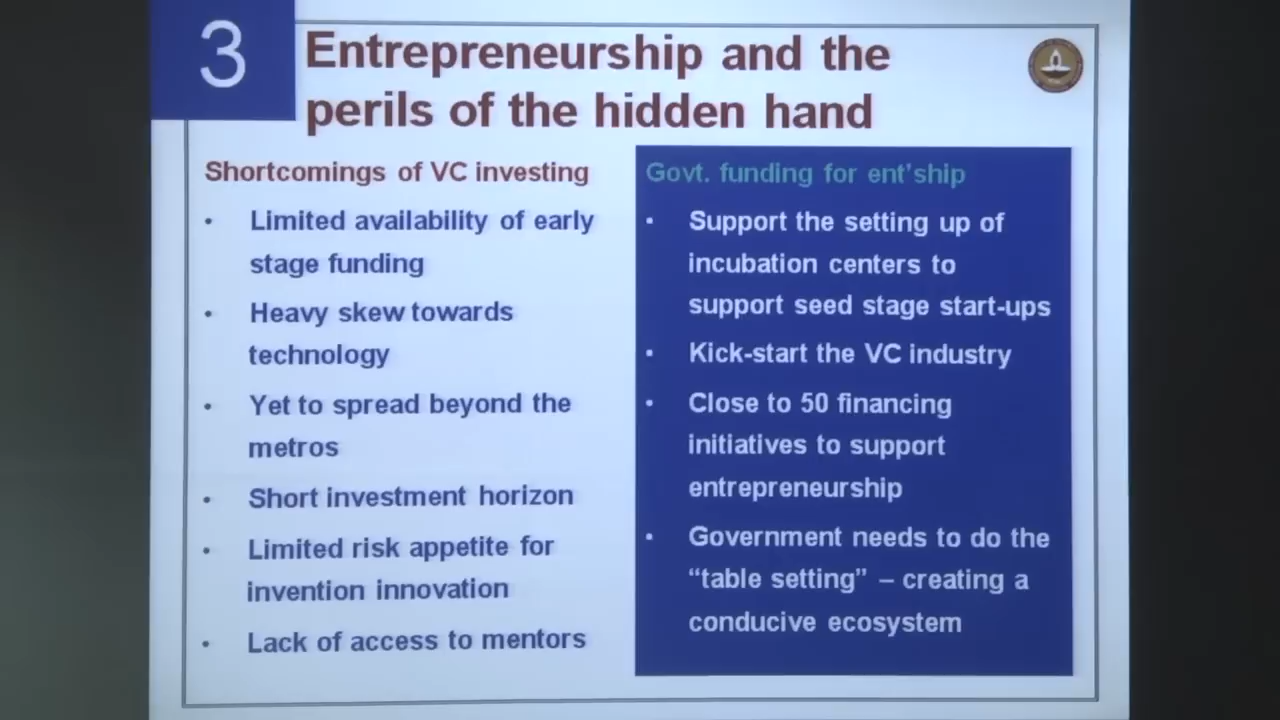 3
Entrepreneurship and the
perils of the hidden hand
Shortcomings of VC investing
• Limited availability of early
stage funding
• Heavy skew towards
technology
• Yet to spread beyond the
metros
• Short investment horizon
• Limited risk appetite for
invention innovation
• Lack of access to mentors
Govt. funding for ent’ship
• Support the setting up of
incubation centers to
support seed stage start-ups
• Kick-start the VC industry
• Close to 50 financing
initiatives to support
entrepreneurship
• Government needs to do the
“table setting” – creating a
conducive ecosystem